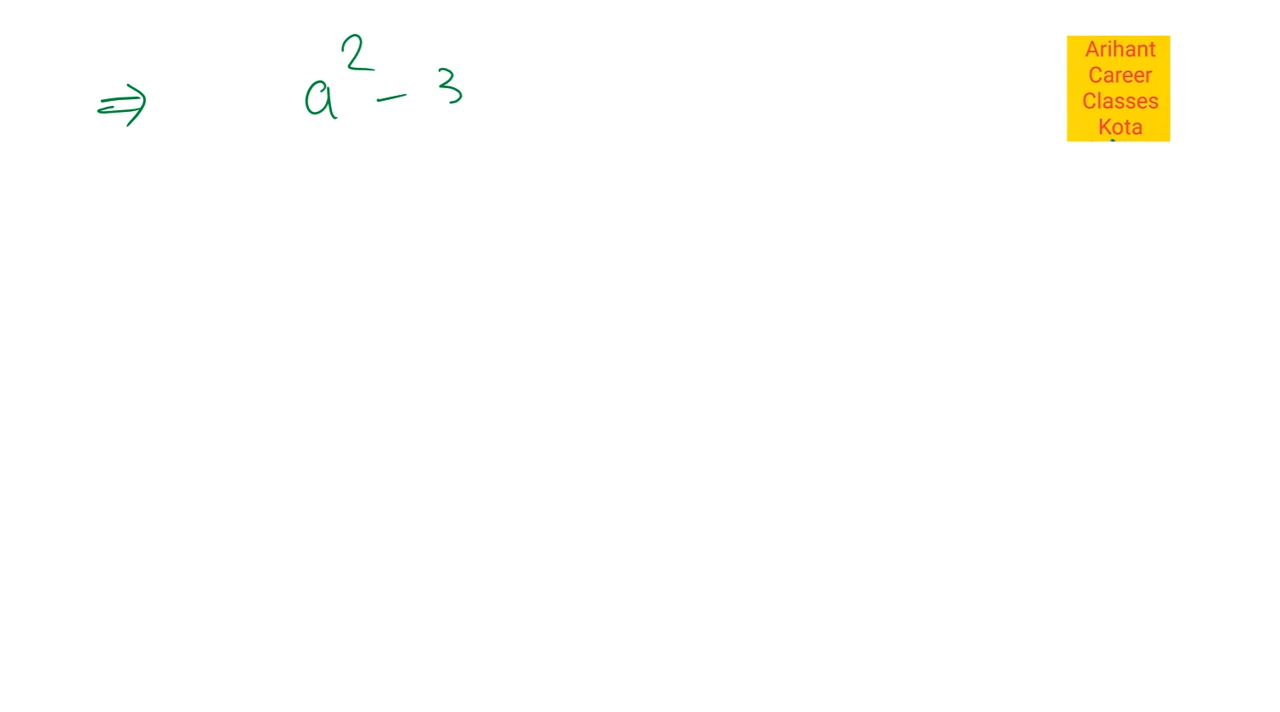 ⇒ a² - 3
Arihant
Career
Classes
Kota